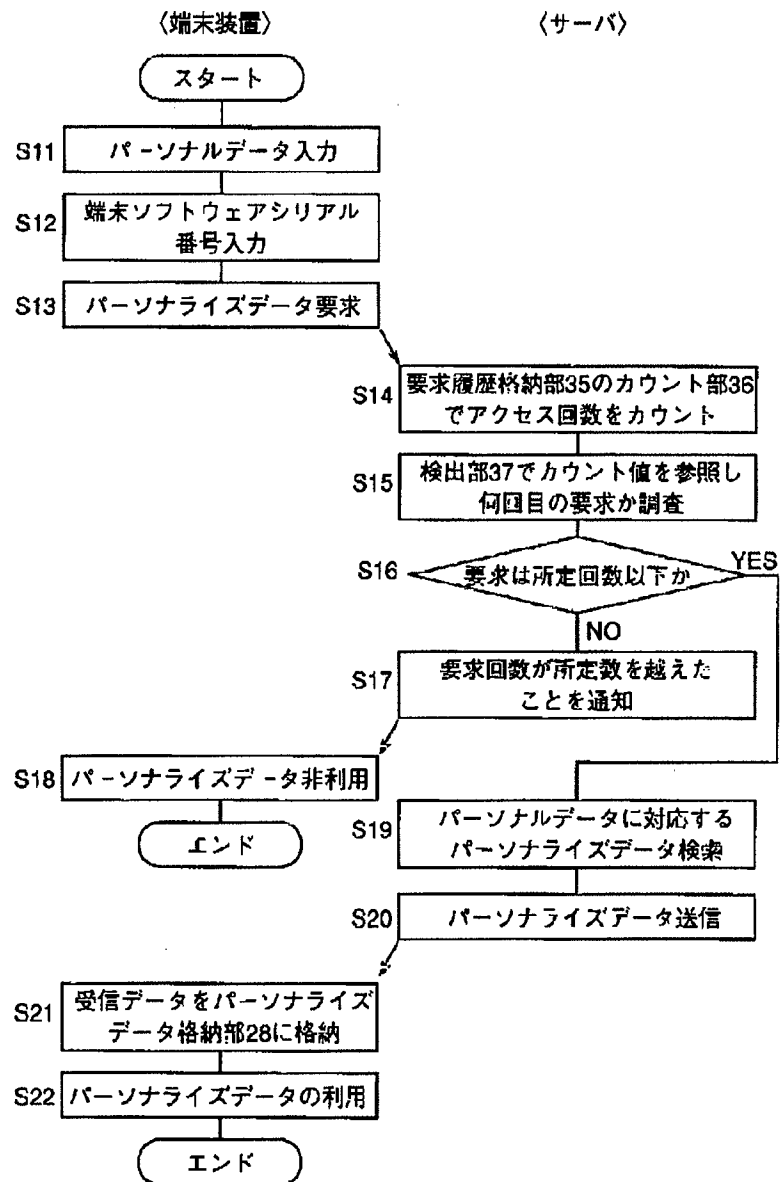 〈端末装置〉
〈サーバ〉
スタート
S11
パーソナルデータ入力
S12
端末ソフトウェアシリアル
番号入力
S13
パーソナライズデータ要求
S14
要求履歴格納部35のカウント部36
でアクセス回数をカウント
S15
検出部37でカウント値を参照し
何回目の要求か調査
S16
要求は所定回数以下か
YES
NO
S17
要求回数が所定数を越えた
ことを通知
S18
パーソナライズデータ非利用
エンド
S19
パーソナルデータに対応する
パーソナライズデータ検索
S20
パーソナライズデータ送信
S21
受信データをパーソナライズ
データ格納部28に格納
S22
パーソナライズデータの利用
エンド